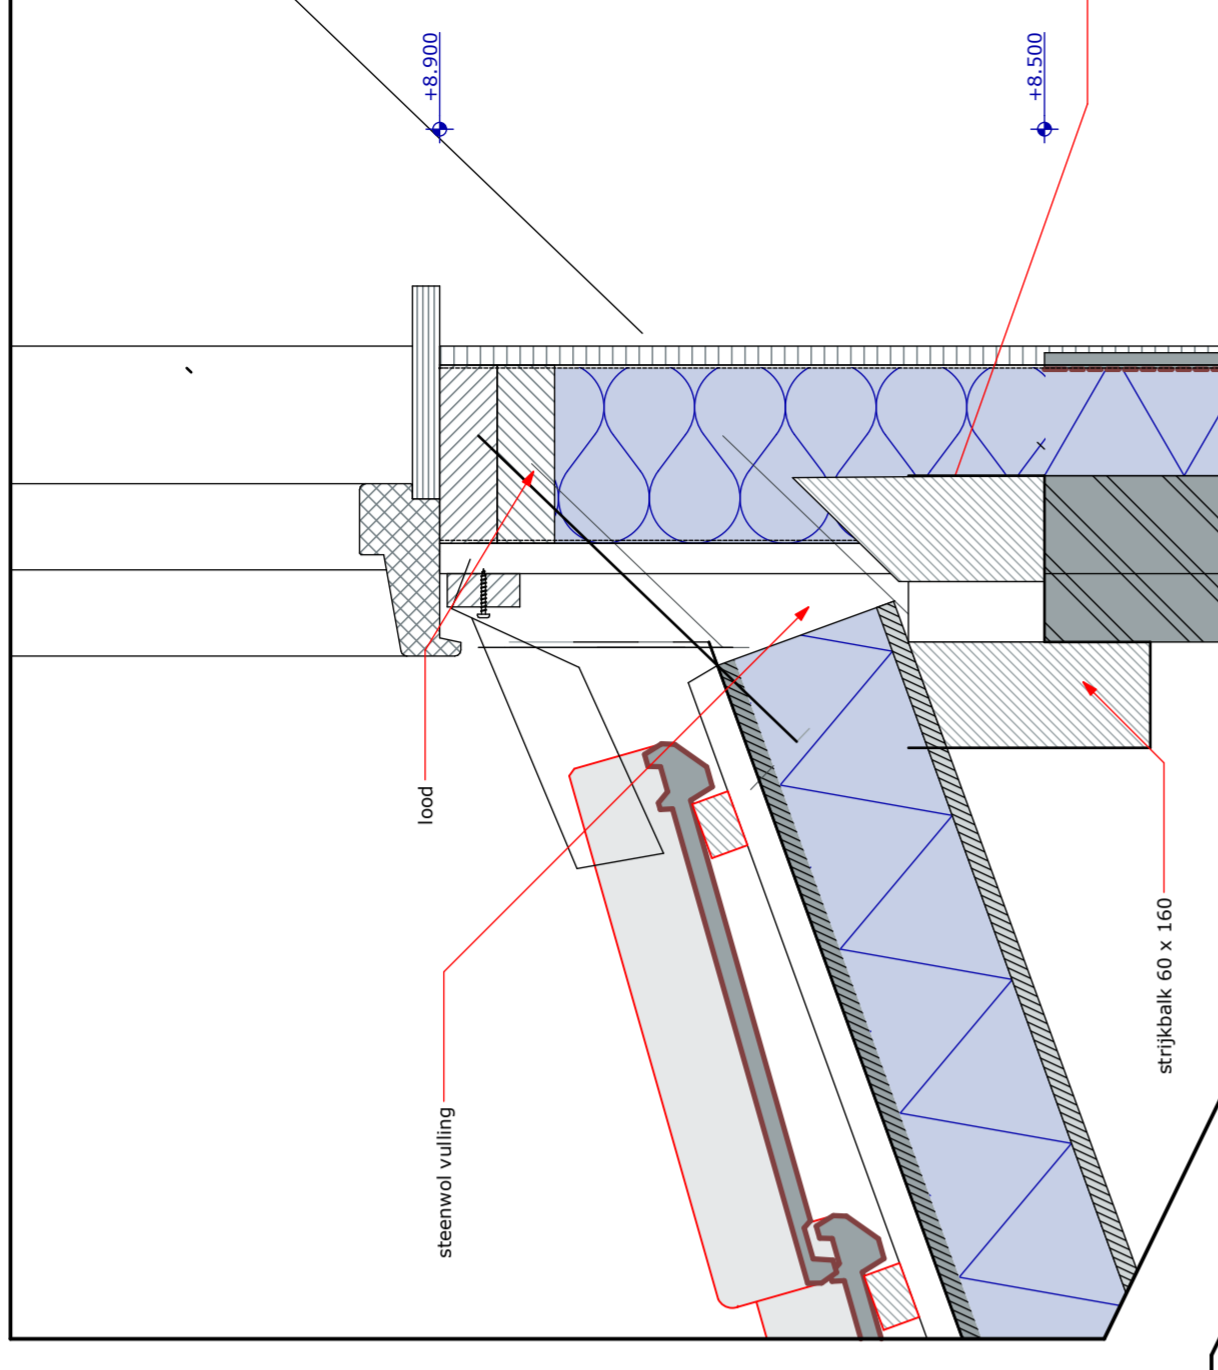 +8.900
+8.500
lood
steenwol vulling
strijkbalk 60 x 160